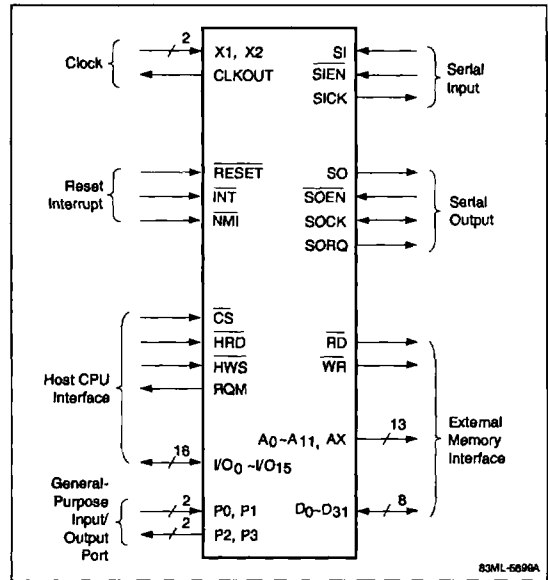 Clock
2
X1, X2
CLKOUT
SI
SIEN
SICK
Serial
Input
Reset
Interrupt
RESET
INT
NMI
SO
SOEN
SOCK
SORQ
Serial
Output
Host CPU
Interface
CS
HRD
HWS
RQM
16
I/O0 ~I/O15
RD
WR
A0~A11, AX
13
D0~D31
8
External
Memory
Interface
General-
Purpose
Input/
Output
Port
2
P0, P1
2
P2, P3
83ML-5699A